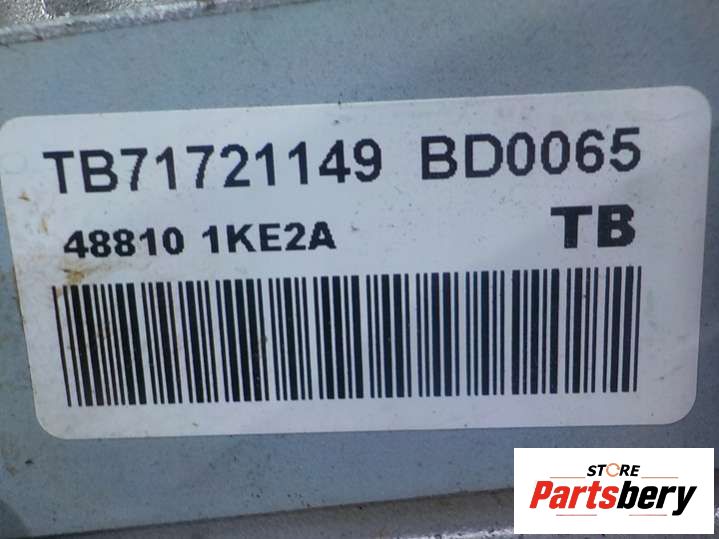 TB71721149 BD0065
48810 1KE2A TB
STORE
Partsbery